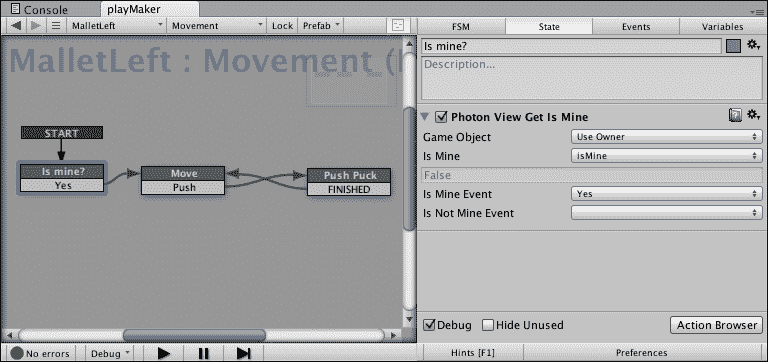 Console
playMaker
MalletLeft
Movement
Lock
Prefab
MalletLeft : Movement (h
START
Is mine?
Yes
Move
Push
Push Puck
FINISHED
No errors
Debug
FSM
State
Events
Variables
Is mine?
Description...
Photon View Get Is Mine
Game Object
Use Owner
Is Mine
isMine
False
Is Mine Event
Yes
Is Not Mine Event
Debug
Hide Unused
Action Browser
Hints [F1]
Preferences